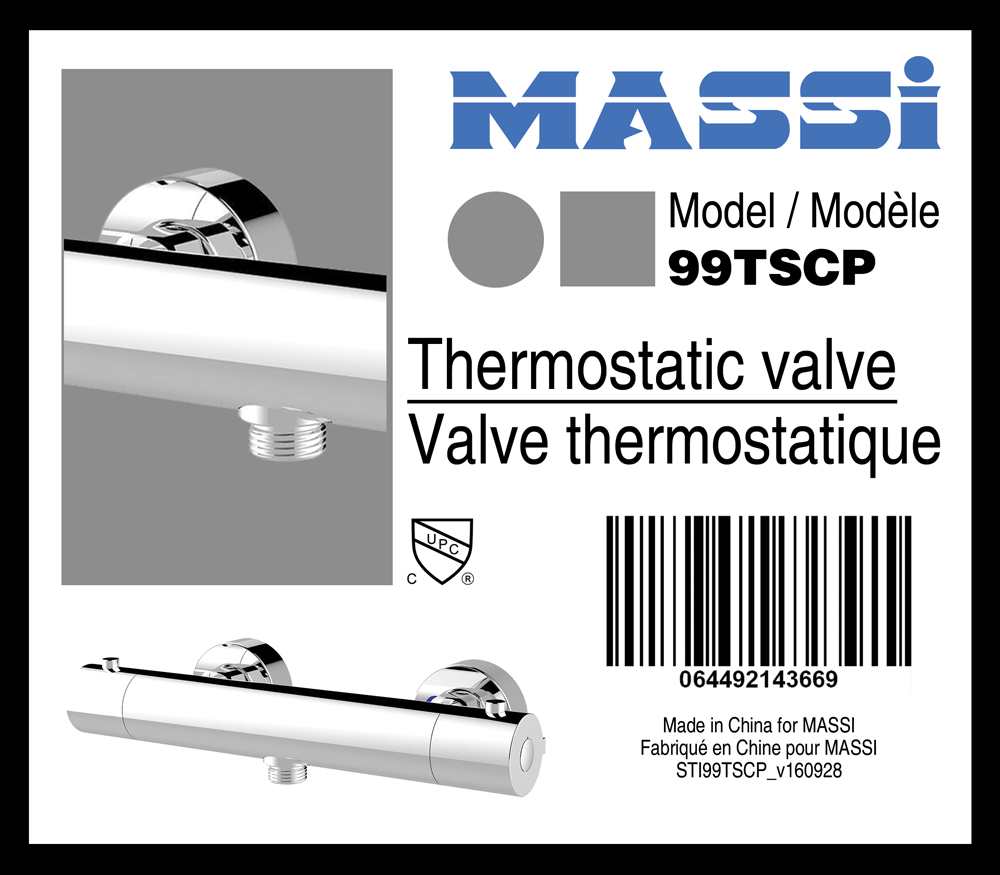 MASSi
Model / Modèle
99TSCP
Thermostatic valve
Valve thermostatique
UPC
C ®
064492143669
Made in China for MASSI
Fabriqué en Chine pour MASSI
STI99TSCP_v160928